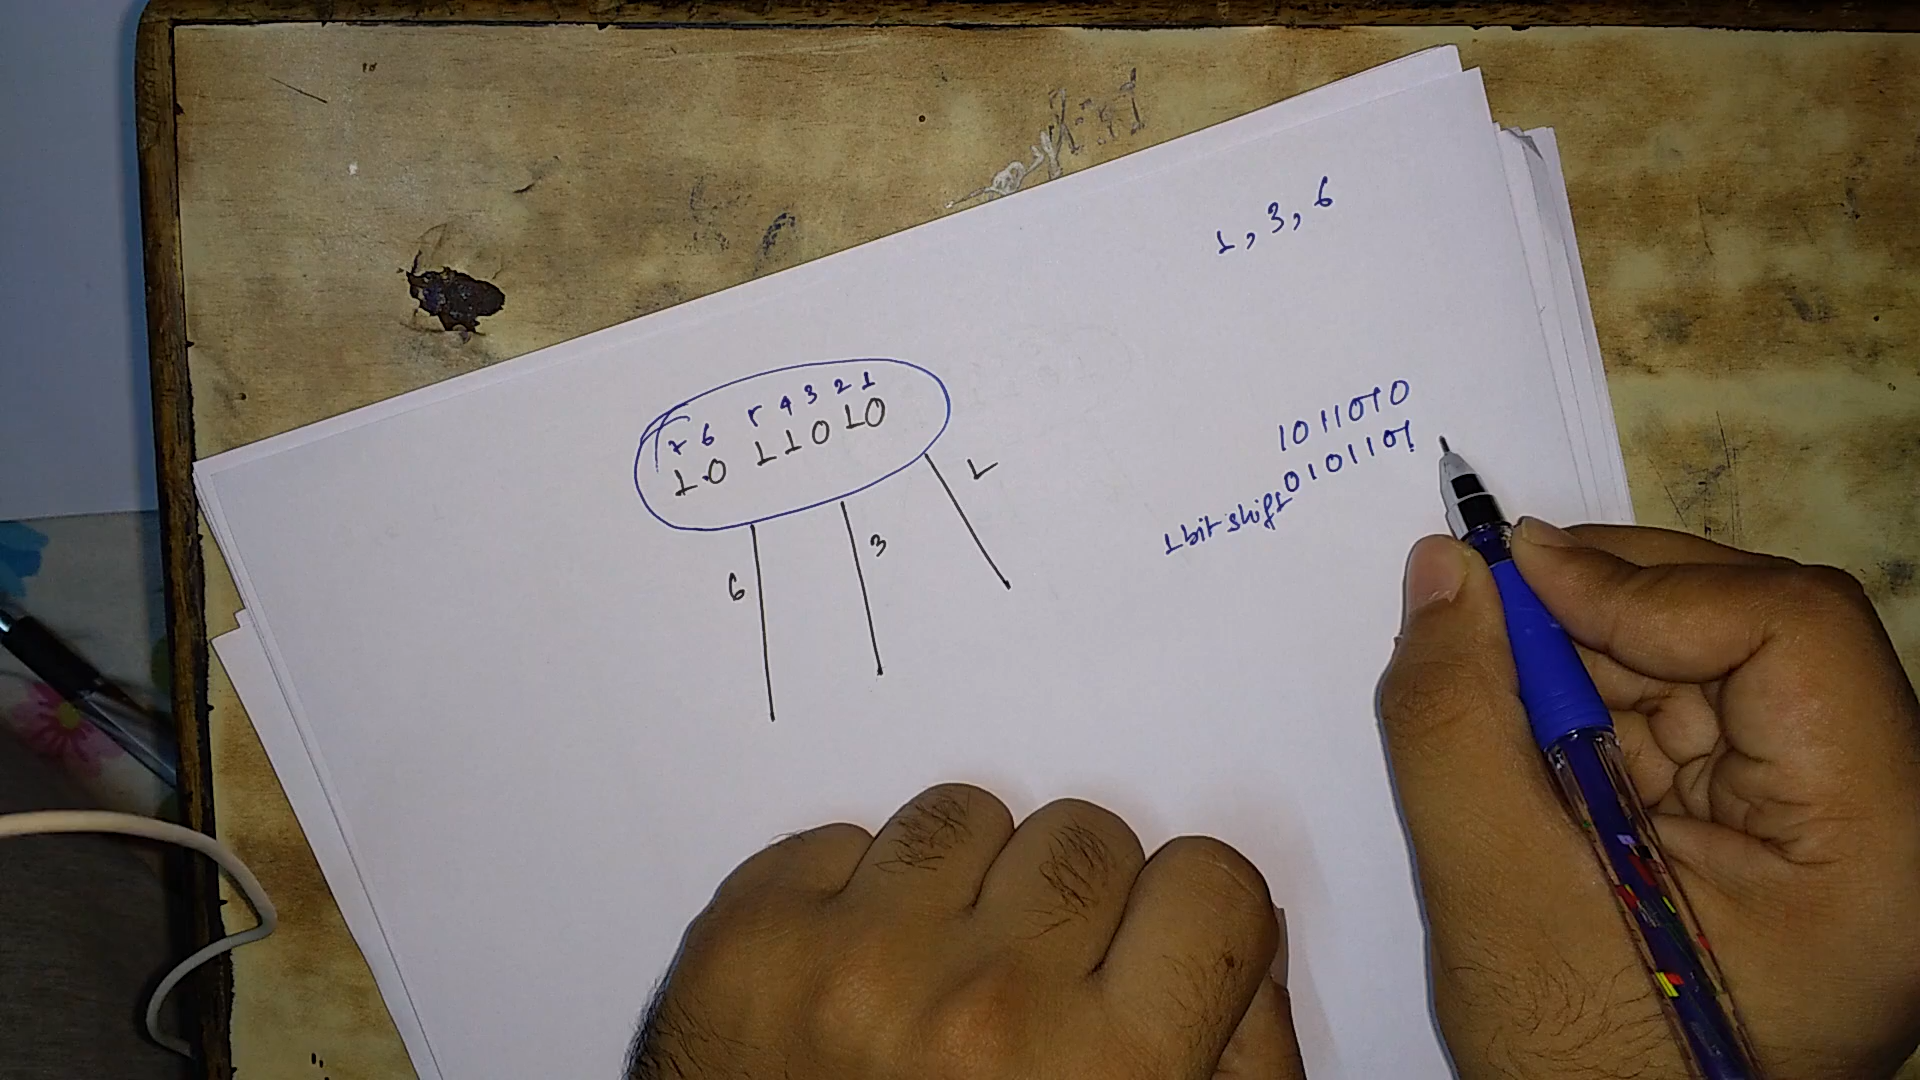 1, 3, 6
7 6 5 4 3 2 1
1 0 1 1 0 1 0
6 3 1
1011010
1 bit shift 0101101